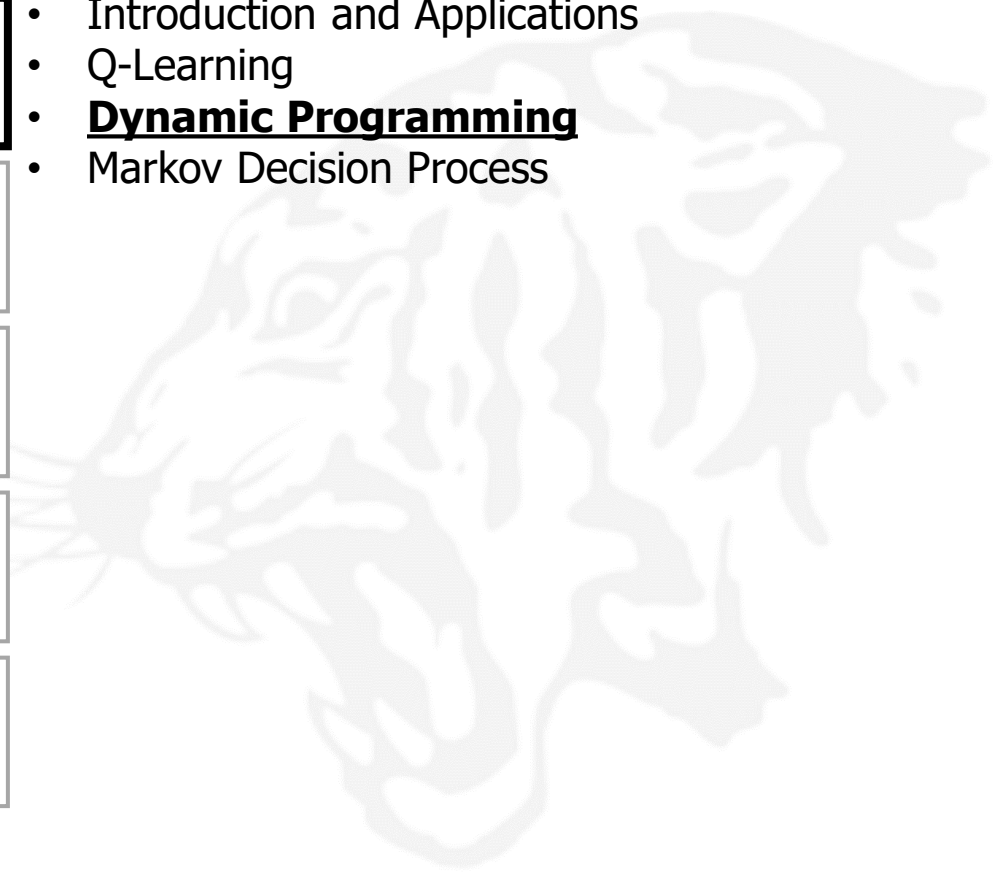 • Introduction and Applications
• Q-Learning
• Dynamic Programming
• Markov Decision Process